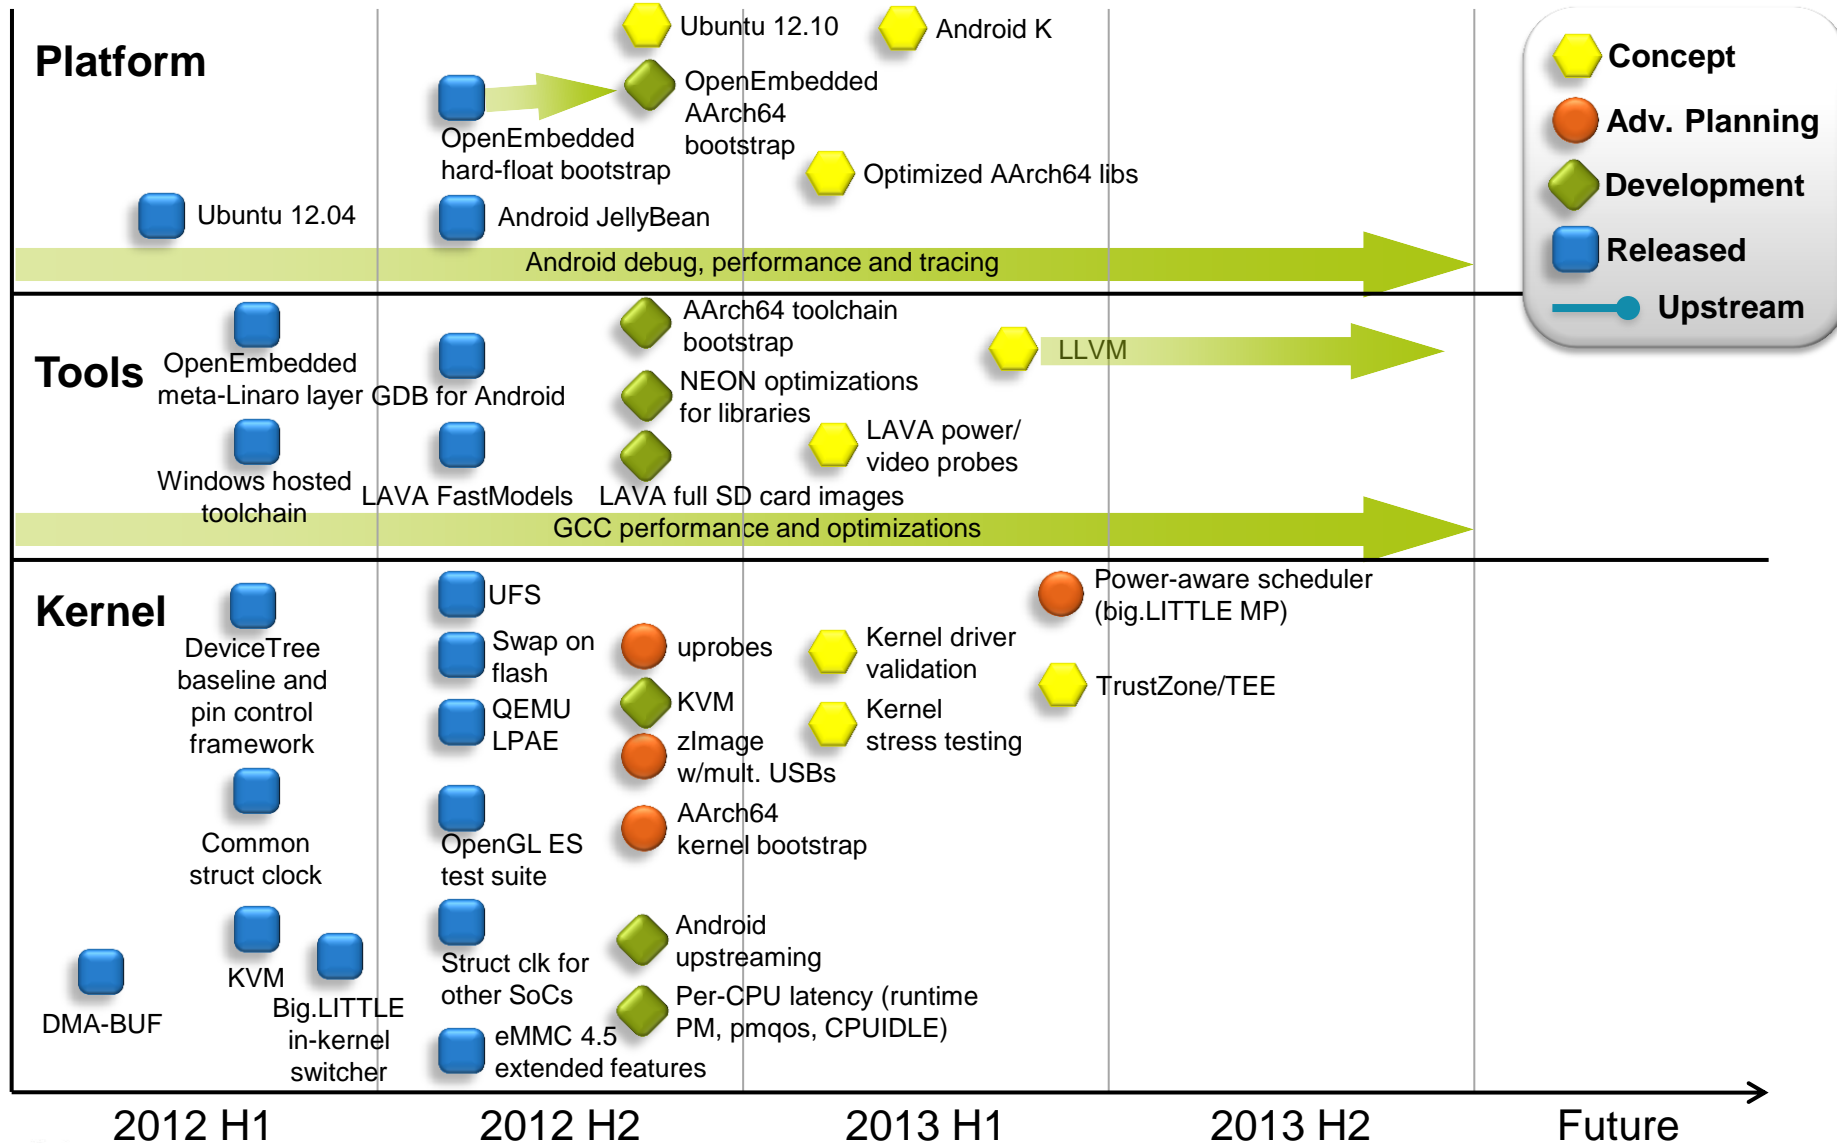 Platform
Ubuntu 12.10
Android K
OpenEmbedded
AArch64
bootstrap
OpenEmbedded
hard-float bootstrap
Optimized AArch64 libs
Ubuntu 12.04
Android JellyBean
Android debug, performance and tracing
Concept
Adv. Planning
Development
Released
Upstream
Tools
OpenEmbedded
meta-Linaro layer
GDB for Android
AArch64 toolchain
bootstrap
NEON optimizations
for libraries
LLVM
LAVA power/
video probes
Windows hosted
toolchain
LAVA FastModels
LAVA full SD card images
GCC performance and optimizations
Kernel
DeviceTree
baseline and
pin control
framework
Common
struct clock
KVM
DMA-BUF
Big.LITTLE
in-kernel
switcher
UFS
Swap on
flash
QEMU
LPAE
OpenGL ES
test suite
Struct clk for
other SoCs
eMMC 4.5
extended features
uprobes
KVM
zImage
w/mult. USBs
AArch64
kernel bootstrap
Android
upstreaming
Per-CPU latency (runtime
PM, pmqos, CPUIDLE)
Kernel driver
validation
Kernel
stress testing
Power-aware scheduler
(big.LITTLE MP)
TrustZone/TEE
2012 H1
2012 H2
2013 H1
2013 H2
Future